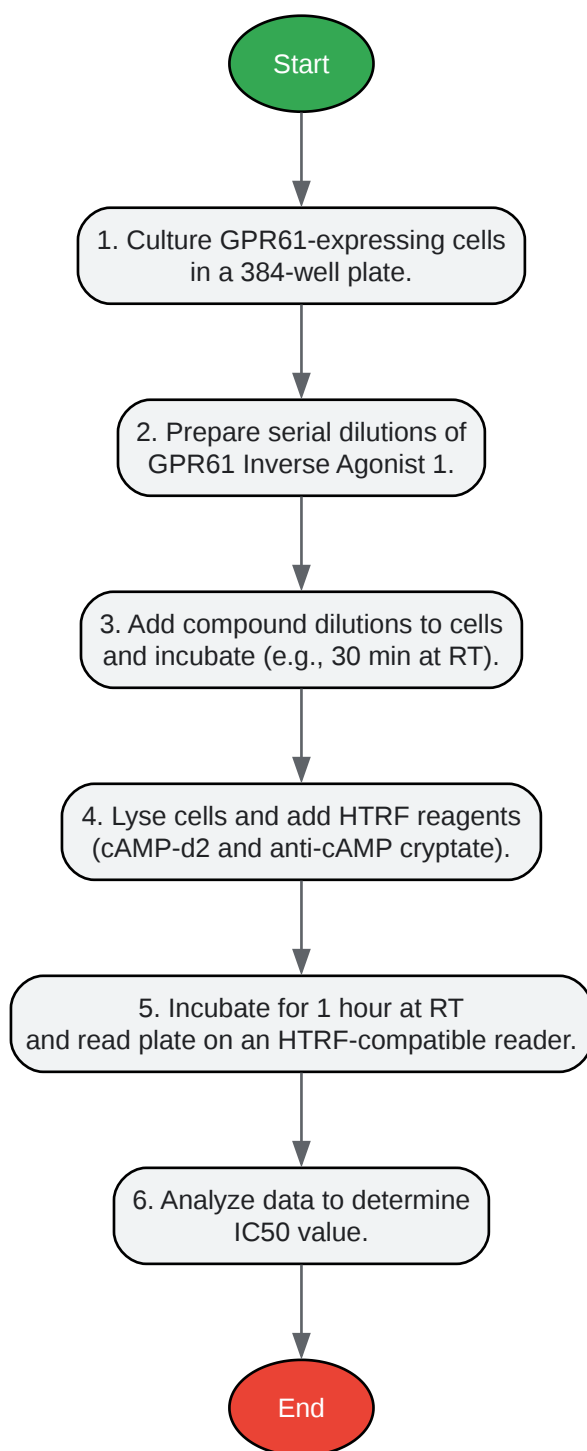 Start
1. Culture GPR61-expressing cells
in a 384-well plate.
2. Prepare serial dilutions of
GPR61 Inverse Agonist 1.
3. Add compound dilutions to cells
and incubate (e.g., 30 min at RT).
4. Lyse cells and add HTRF reagents
(cAMP-d2 and anti-cAMP cryptate).
5. Incubate for 1 hour at RT
and read plate on an HTRF-compatible reader.
6. Analyze data to determine
IC50 value.
End